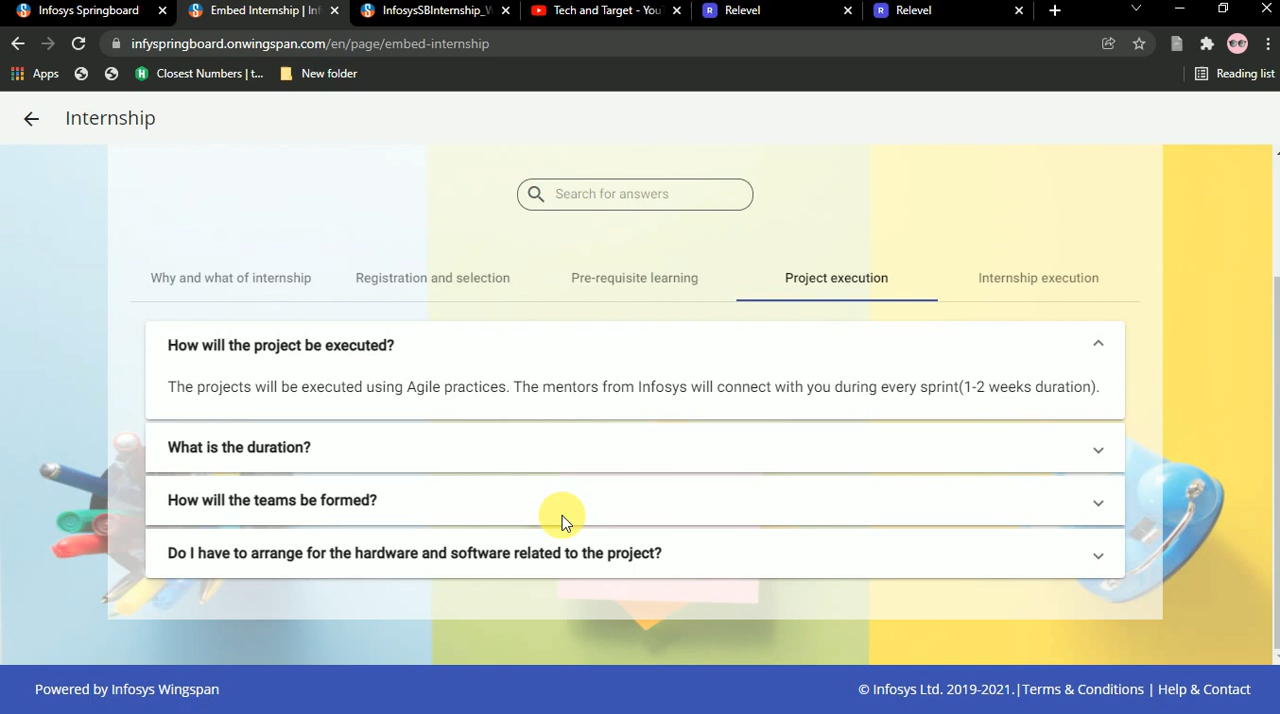 Infosys Springboard
Embed Internship | In
InfosysSBInternship_W
Tech and Target - You
Relevel
Relevel
infyspringboard.onwingspan.com/en/page/embed-internship
Apps
Closest Numbers | t...
New folder
Reading list
Internship
Search for answers
Why and what of internship
Registration and selection
Pre-requisite learning
Project execution
Internship execution
How will the project be executed?
The projects will be executed using Agile practices. The mentors from Infosys will connect with you during every sprint(1-2 weeks duration).
What is the duration?
How will the teams be formed?
Do I have to arrange for the hardware and software related to the project?
Powered by Infosys Wingspan
© Infosys Ltd. 2019-2021.|Terms & Conditions | Help & Contact